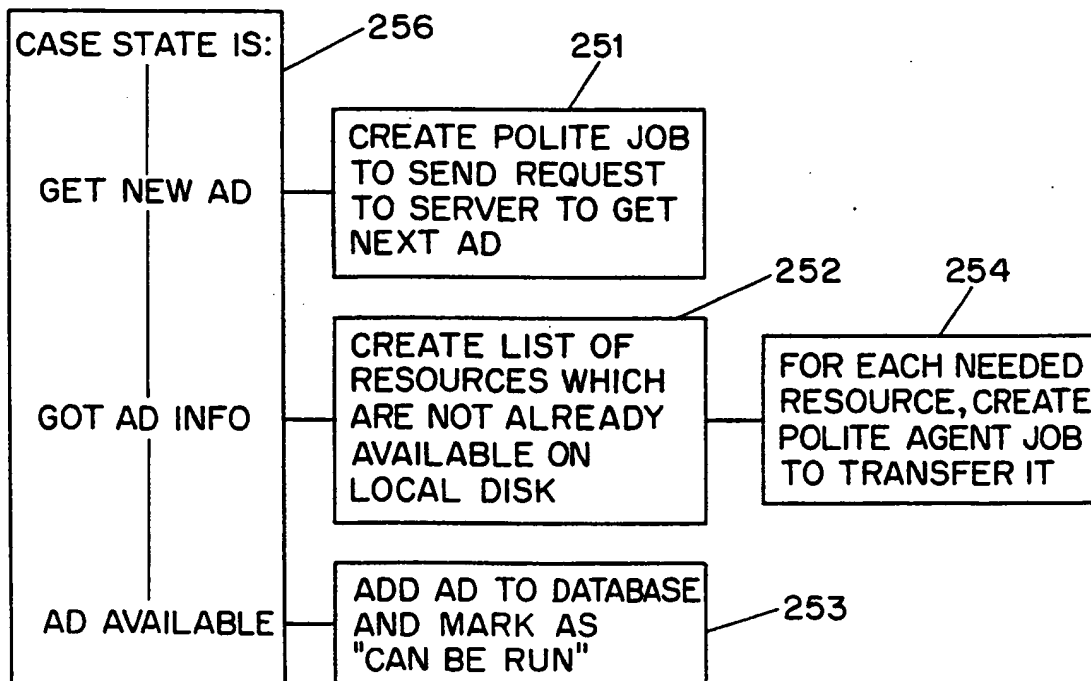 CASE STATE IS:
256
251
CREATE POLITE JOB
TO SEND REQUEST
TO SERVER TO GET
NEXT AD
GET NEW AD
252
254
CREATE LIST OF
RESOURCES WHICH
ARE NOT ALREADY
AVAILABLE ON
LOCAL DISK
FOR EACH NEEDED
RESOURCE, CREATE
POLITE AGENT JOB
TO TRANSFER IT
GOT AD INFO
ADD AD TO DATABASE
AND MARK AS
"CAN BE RUN"
253
AD AVAILABLE